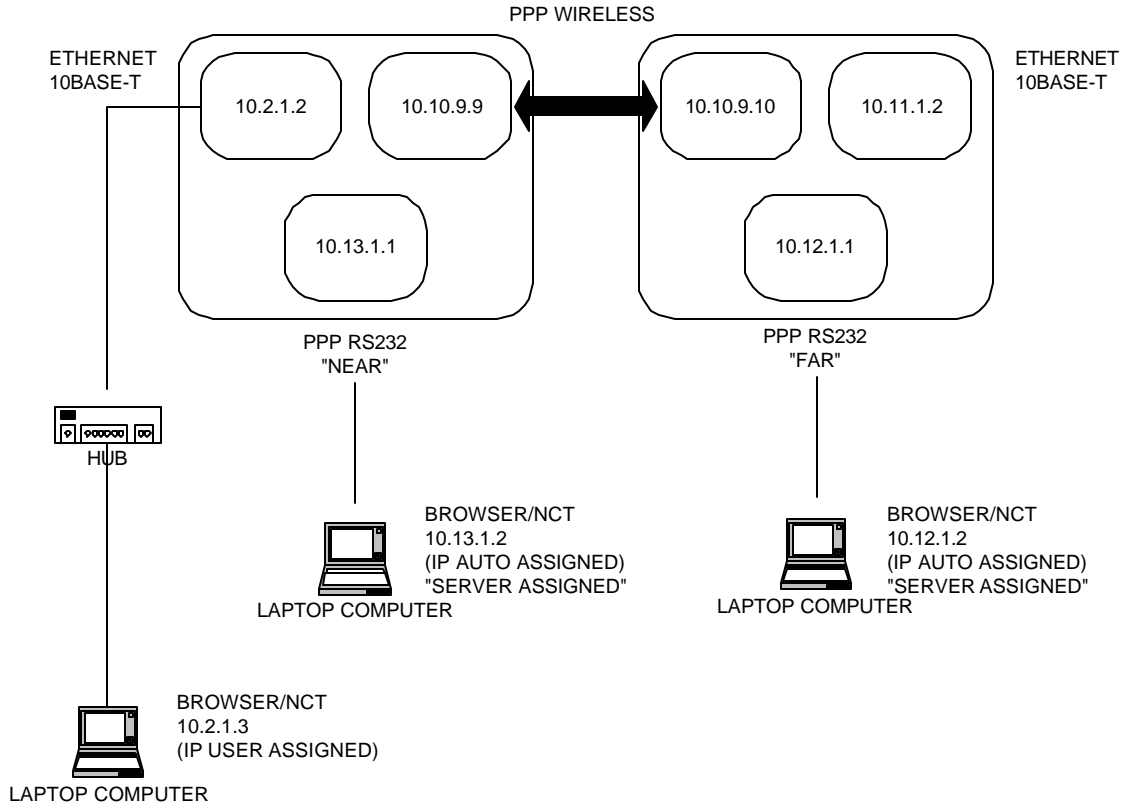 PPP WIRELESS
ETHERNET
10BASE-T
ETHERNET
10BASE-T
10.2.1.2
10.10.9.9
10.10.9.10
10.11.1.2
10.13.1.1
10.12.1.1
PPP RS232
"NEAR"
PPP RS232
"FAR"
HUB
BROWSER/NCT
10.13.1.2
(IP AUTO ASSIGNED)
"SERVER ASSIGNED"
LAPTOP COMPUTER
BROWSER/NCT
10.12.1.2
(IP AUTO ASSIGNED)
"SERVER ASSIGNED"
LAPTOP COMPUTER
BROWSER/NCT
10.2.1.3
(IP USER ASSIGNED)
LAPTOP COMPUTER